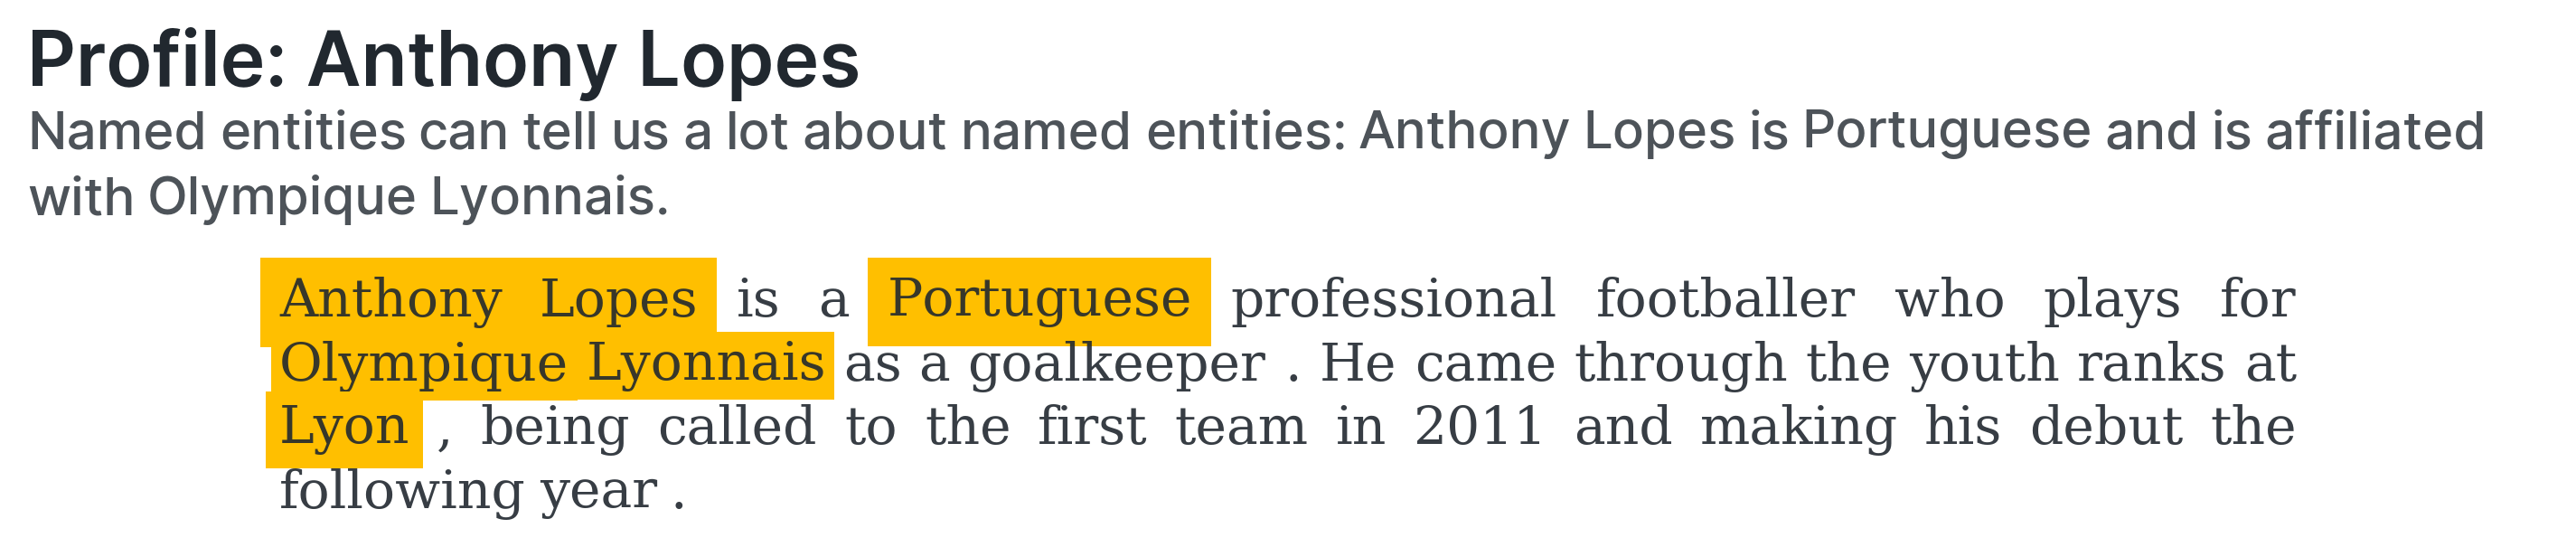 Profile: Anthony Lopes
Named entities can tell us a lot about named entities: Anthony Lopes is Portuguese and is affiliated
with Olympique Lyonnais.
Anthony Lopes is a Portuguese professional footballer who plays for
Olympique Lyonnais as a goalkeeper . He came through the youth ranks at
Lyon , being called to the first team in 2011 and making his debut the
following year .